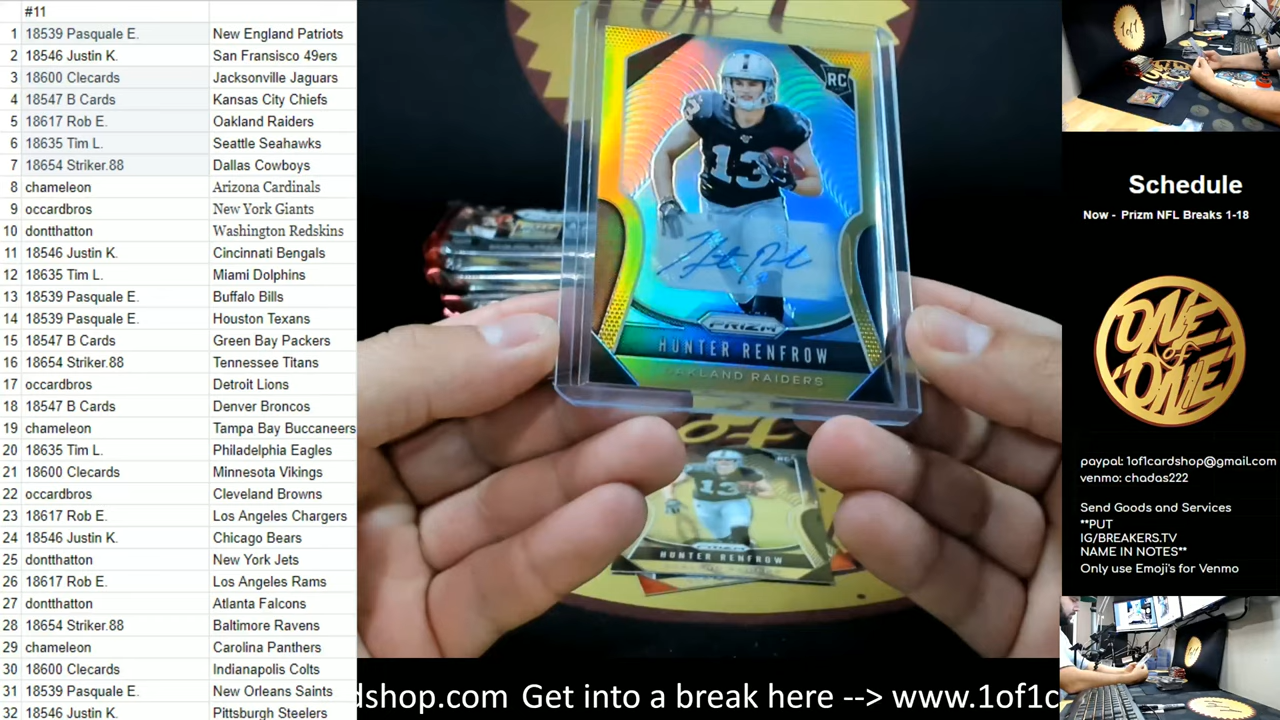 #11
1 18539 Pasquale E. New England Patriots
2 18546 Justin K. San Fransisco 49ers
3 18600 Clecards Jacksonville Jaguars
4 18547 B Cards Kansas City Chiefs
5 18617 Rob E. Oakland Raiders
6 18635 Tim L. Seattle Seahawks
7 18654 Striker.88 Dallas Cowboys
8 chameleon Arizona Cardinals
9 occardbros New York Giants
10 dontthatton Washington Redskins
11 18546 Justin K. Cincinnati Bengals
12 18635 Tim L. Miami Dolphins
13 18539 Pasquale E. Buffalo Bills
14 18539 Pasquale E. Houston Texans
15 18547 B Cards Green Bay Packers
16 18654 Striker.88 Tennessee Titans
17 occardbros Detroit Lions
18 18547 B Cards Denver Broncos
19 chameleon Tampa Bay Buccaneers
20 18635 Tim L. Philadelphia Eagles
21 18600 Clecards Minnesota Vikings
22 occardbros Cleveland Browns
23 18617 Rob E. Los Angeles Chargers
24 18546 Justin K. Chicago Bears
25 dontthatton New York Jets
26 18617 Rob E. Los Angeles Rams
27 dontthatton Atlanta Falcons
28 18654 Striker.88 Baltimore Ravens
29 chameleon Carolina Panthers
30 18600 Clecards Indianapolis Colts
31 18539 Pasquale E. New Orleans Saints
32 18546 Justin K. Pittsburgh Steelers
RC
13
PRIZM
HUNTER RENFROW
OAKLAND RAIDERS
of
13
PRIZM
HUNTER RENFROW
dshop.com Get into a break here --> www.1of1c
Schedule
Now - Prizm NFL Breaks 1-18
ONE
of
ONE
paypal: 1of1cardshop@gmail.com
venmo: chadas222
Send Goods and Services
**PUT
IG/BREAKERS.TV
NAME IN NOTES**
Only use Emoji's for Venmo